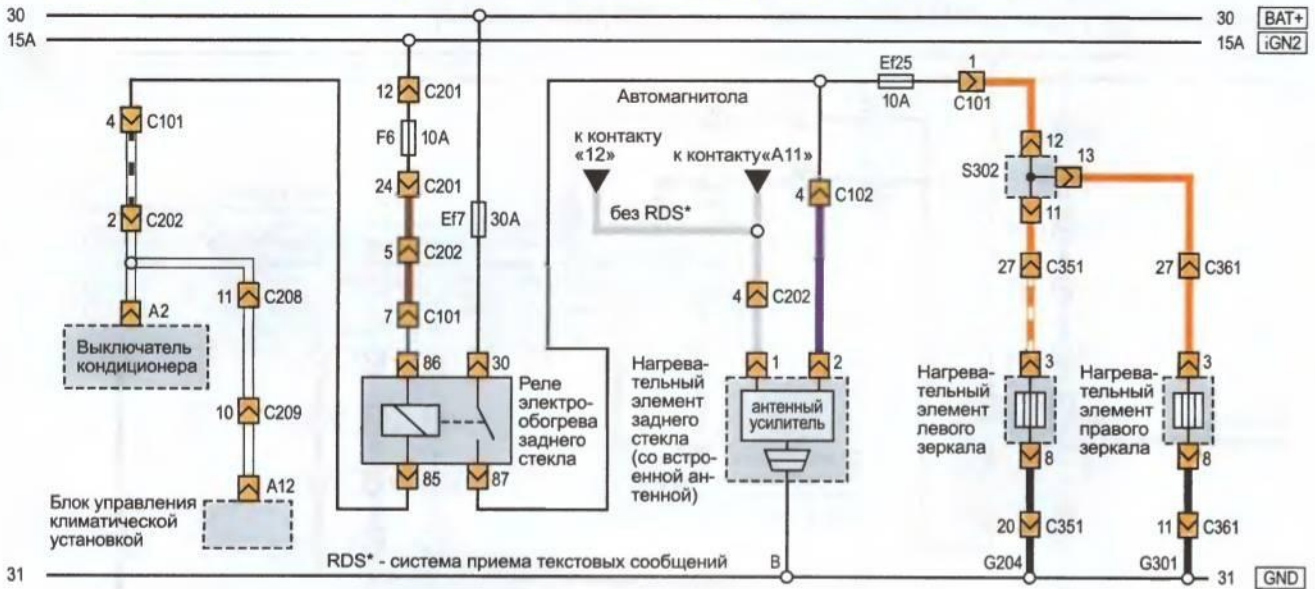 30
30 BAT+
15A
15A iGN2
Ef25
1
10A
C101
12 C201
Автомагнитола
4 C101
F6 10A
к контакту
«12»
к контакту«А11»
12
13
S302
24 C201
4 C102
11
2 C202
Ef7 30A
без RDS*
5 C202
27 C351
27 C361
11 C208
4 C202
A2
7 C101
Выключатель
кондиционера
86
30
Реле
электро-
обогрева
заднего
стекла
Нагрева-
тельный
элемент
заднего
стекла
(со встро-
енной ан-
тенной)
1
2
антенный
усилитель
Нагрева-
тельный
элемент
левого
зеркала
3
Нагрева-
тельный
элемент
правого
зеркала
3
10 C209
85
87
8
8
A12
Блок управления
климатической
установкой
20 C351
11 C361
RDS* - система приема текстовых сообщений
B
G204
G301
31
31 GND